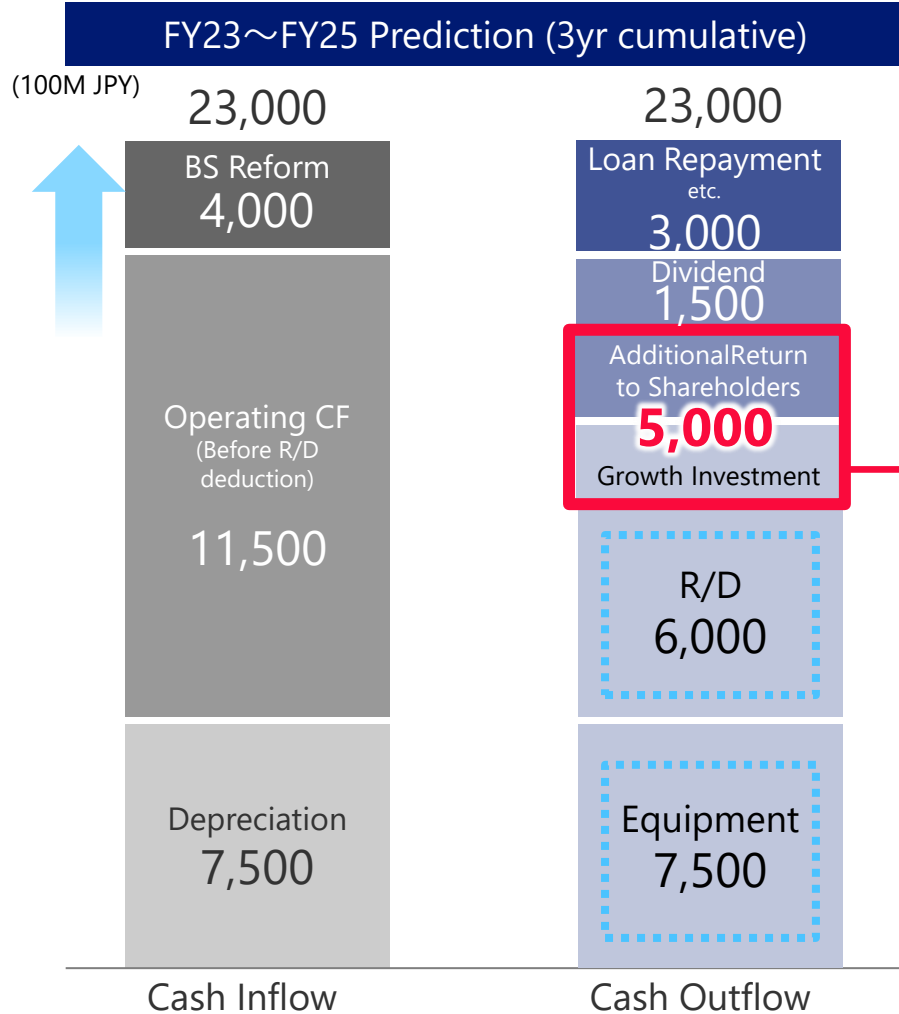 FY23～FY25 Prediction (3yr cumulative)
(100M JPY)
23,000
BS Reform
4,000
Operating CF
(Before R/D
deduction)
11,500
Depreciation
7,500
Cash Inflow
23,000
Loan Repayment
etc.
3,000
Dividend
1,500
AdditionalReturn
to Shareholders
5,000
Growth Investment
R/D
6,000
Equipment
7,500
Cash Outflow